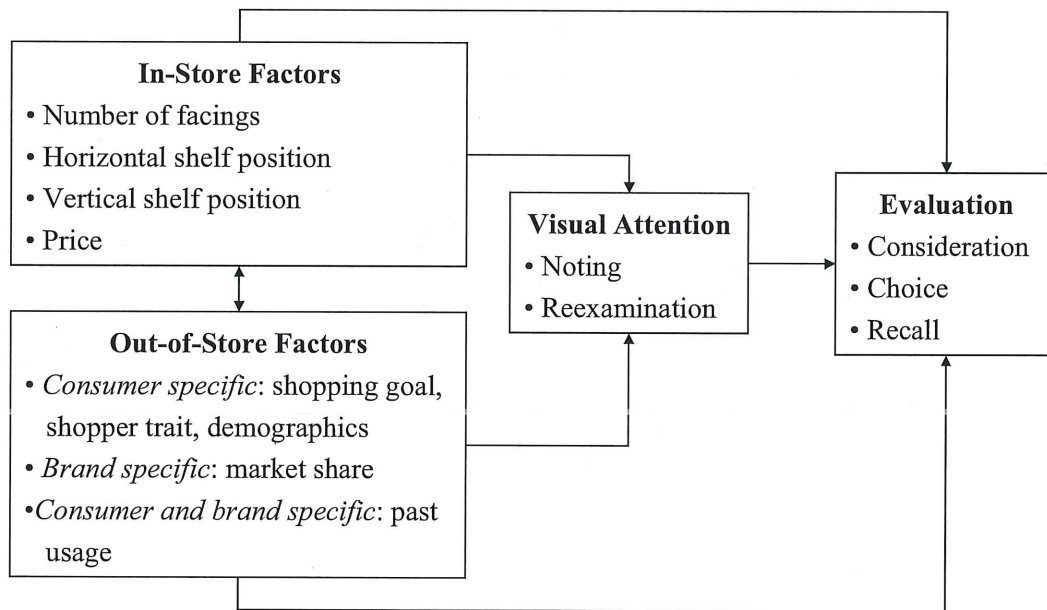 In-Store Factors
• Number of facings
• Horizontal shelf position
• Vertical shelf position
• Price
Out-of-Store Factors
• Consumer specific: shopping goal,
shopper trait, demographics
• Brand specific: market share
•Consumer and brand specific: past
usage
Visual Attention
• Noting
• Reexamination
Evaluation
• Consideration
• Choice
• Recall